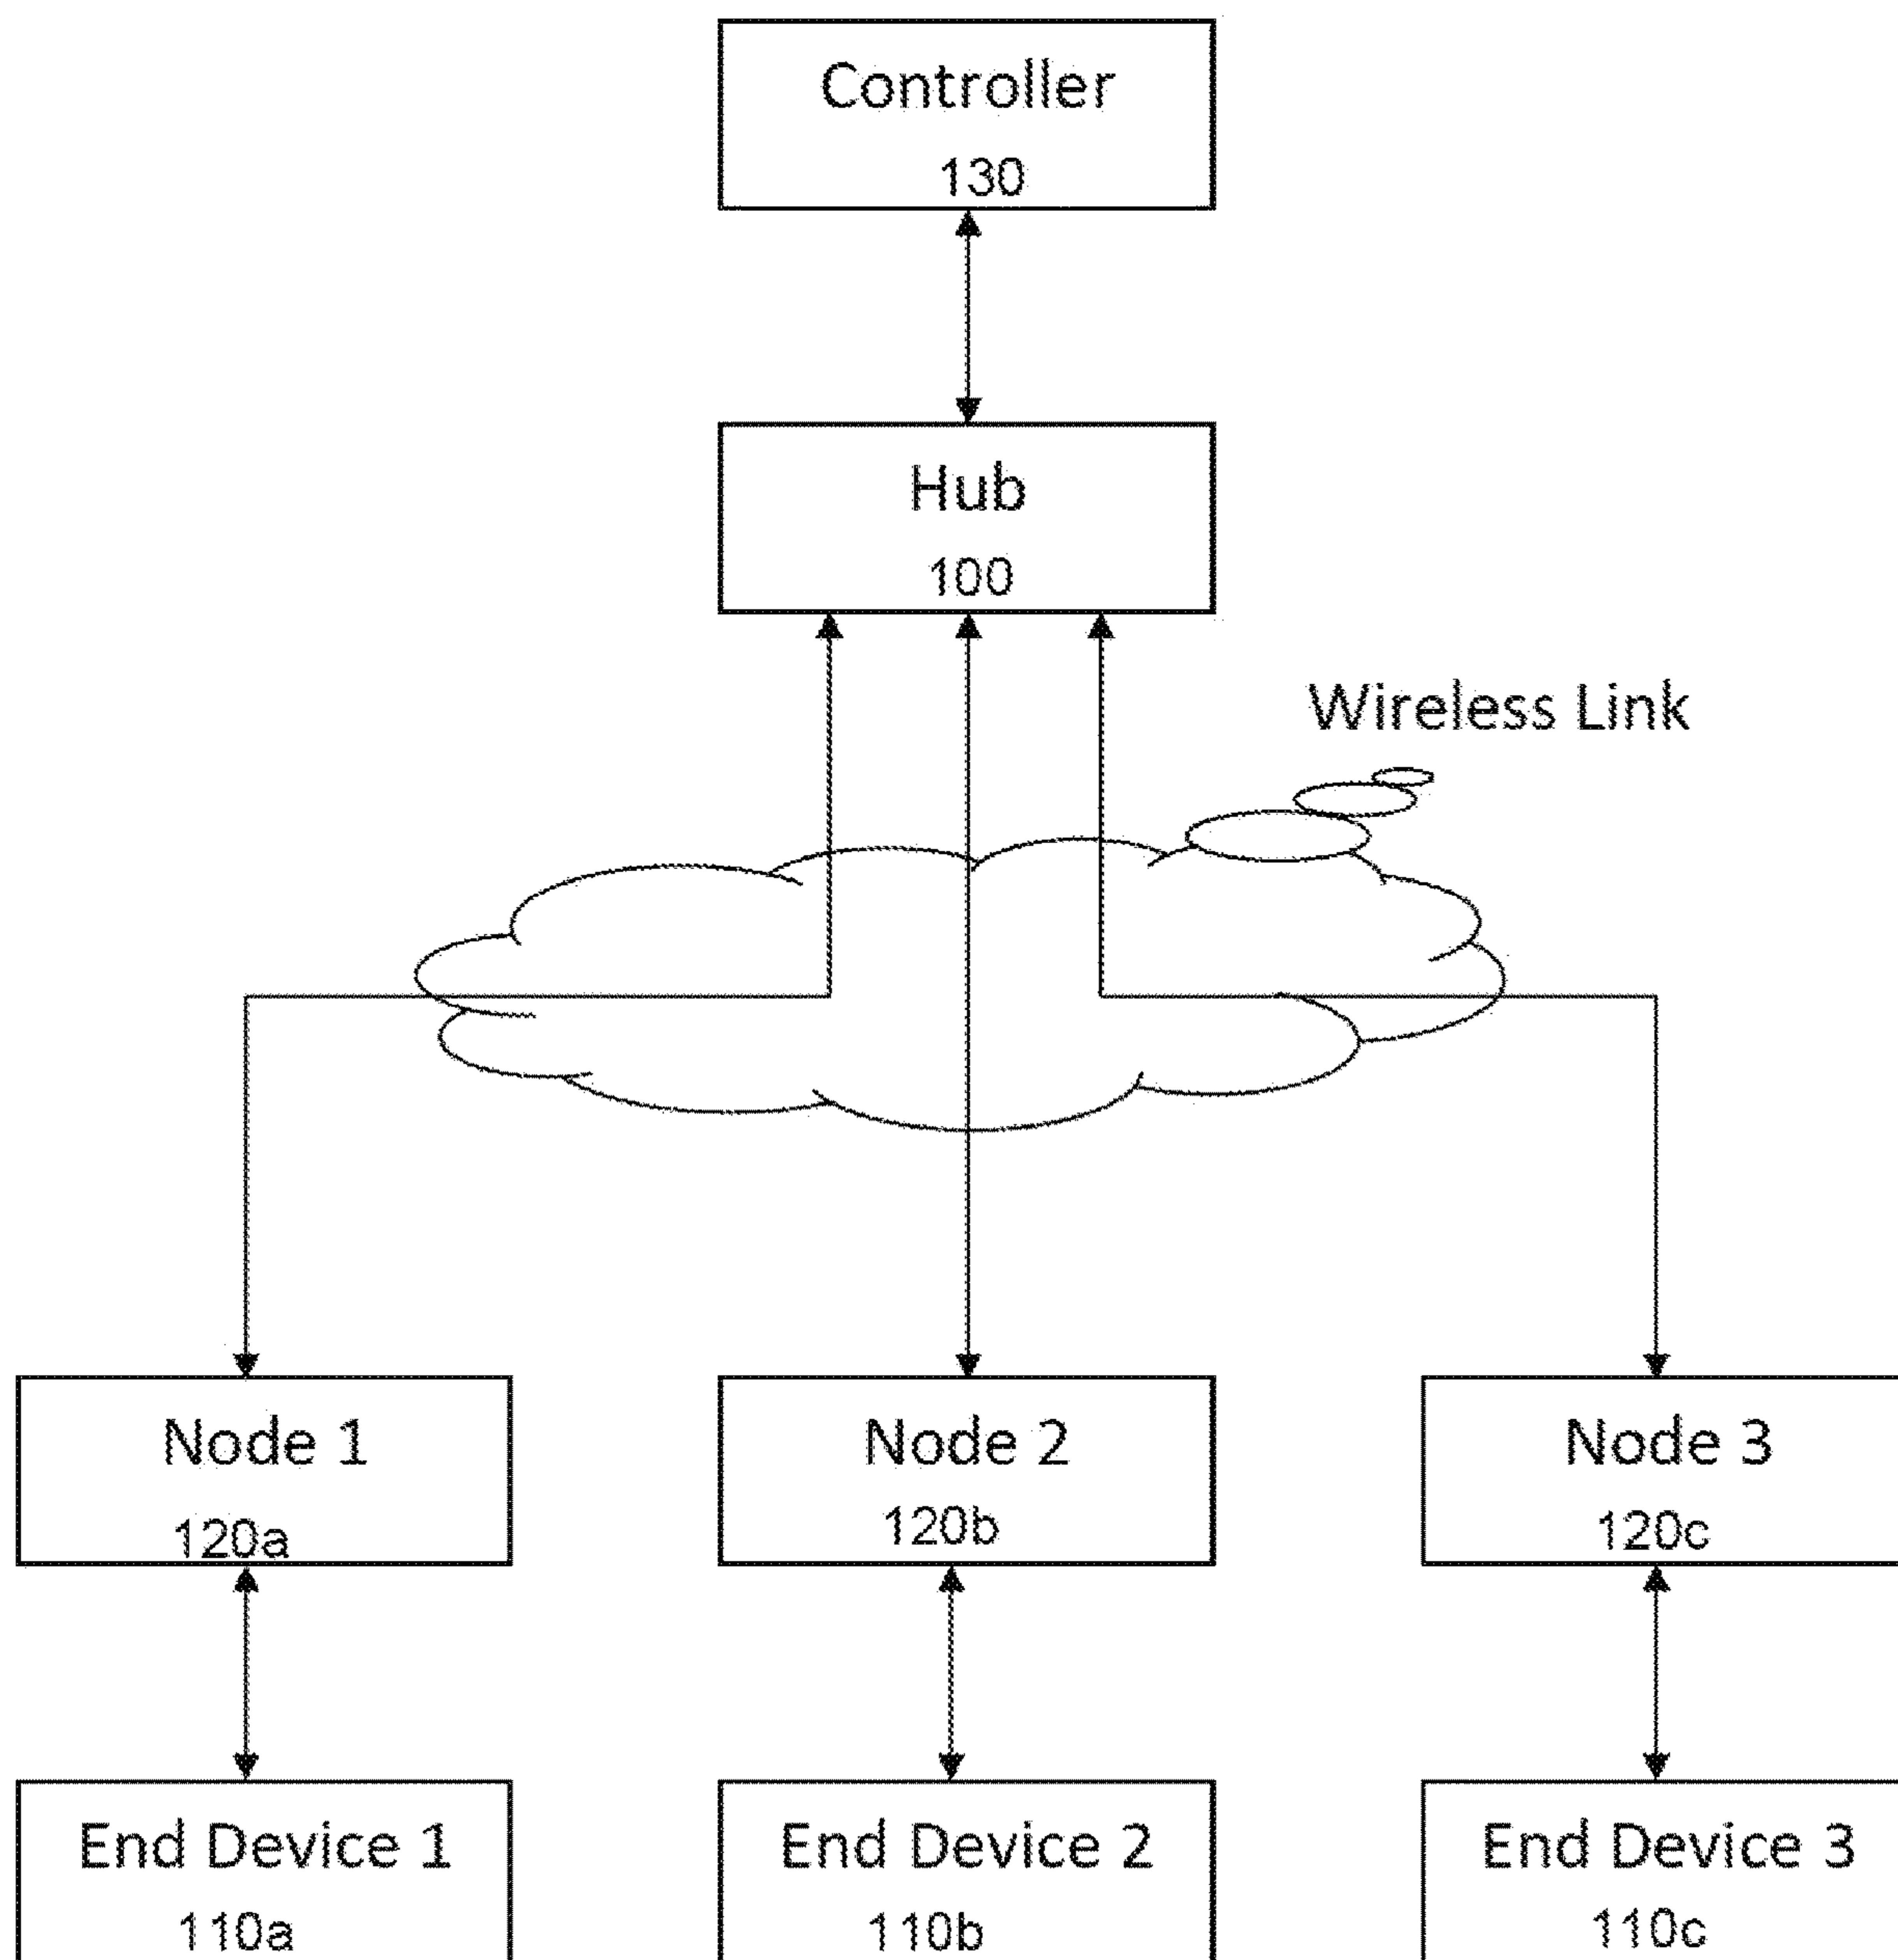 Controller
130
Hub
100
Wireless Link
Node 1
120a
Node 2
120b
Node 3
120c
End Device 1
110a
End Device 2
110b
End Device 3
110c